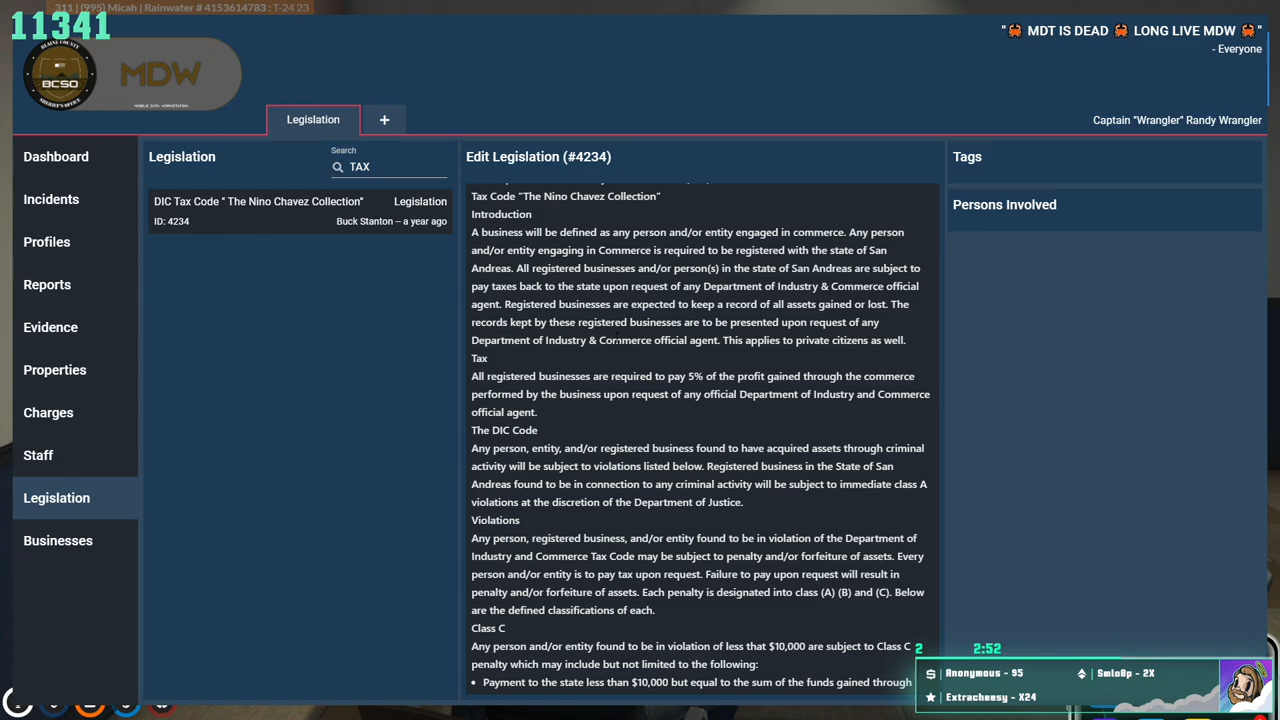 311 | (995) Micah | Rainwater # 4153614783 : T-24 23
11341
" 🦀 MDT IS DEAD 🦀 LONG LIVE MDW 🦀 "
- Everyone
BLAINE COUNTY
BCSO
SHERIFF'S OFFICE
MDW
MOBILE DATA WORKSTATION
Legislation
+
Captain "Wrangler" Randy Wrangler
Dashboard
Incidents
Profiles
Reports
Evidence
Properties
Charges
Staff
Legislation
Businesses
Legislation
Search
TAX
DIC Tax Code " The Nino Chavez Collection" Legislation
ID: 4234 Buck Stanton – a year ago
Edit Legislation (#4234)
Tax Code "The Nino Chavez Collection"
Introduction
A business will be defined as any person and/or entity engaged in commerce. Any person
and/or entity engaging in Commerce is required to be registered with the state of San
Andreas. All registered businesses and/or person(s) in the state of San Andreas are subject to
pay taxes back to the state upon request of any Department of Industry & Commerce official
agent. Registered businesses are expected to keep a record of all assets gained or lost. The
records kept by these registered businesses are to be presented upon request of any
Department of Industry & Commerce official agent. This applies to private citizens as well.
Tax
All registered businesses are required to pay 5% of the profit gained through the commerce
performed by the business upon request of any official Department of Industry and Commerce
official agent.
The DIC Code
Any person, entity, and/or registered business found to have acquired assets through criminal
activity will be subject to violations listed below. Registered business in the State of San
Andreas found to be in connection to any criminal activity will be subject to immediate class A
violations at the discretion of the Department of Justice.
Violations
Any person, registered business, and/or entity found to be in violation of the Department of
Industry and Commerce Tax Code may be subject to penalty and/or forfeiture of assets. Every
person and/or entity is to pay tax upon request. Failure to pay upon request will result in
penalty and/or forfeiture of assets. Each penalty is designated into class (A) (B) and (C). Below
are the defined classifications of each.
Class C
Any person and/or entity found to be in violation of less that $10,000 are subject to Class C
penalty which may include but not limited to the following:
• Payment to the state less than $10,000 but equal to the sum of the funds gained through
Tags
Persons Involved
2 2:52
Anonymous - 95
Smlo8p - 2X
Extracheesy - X24